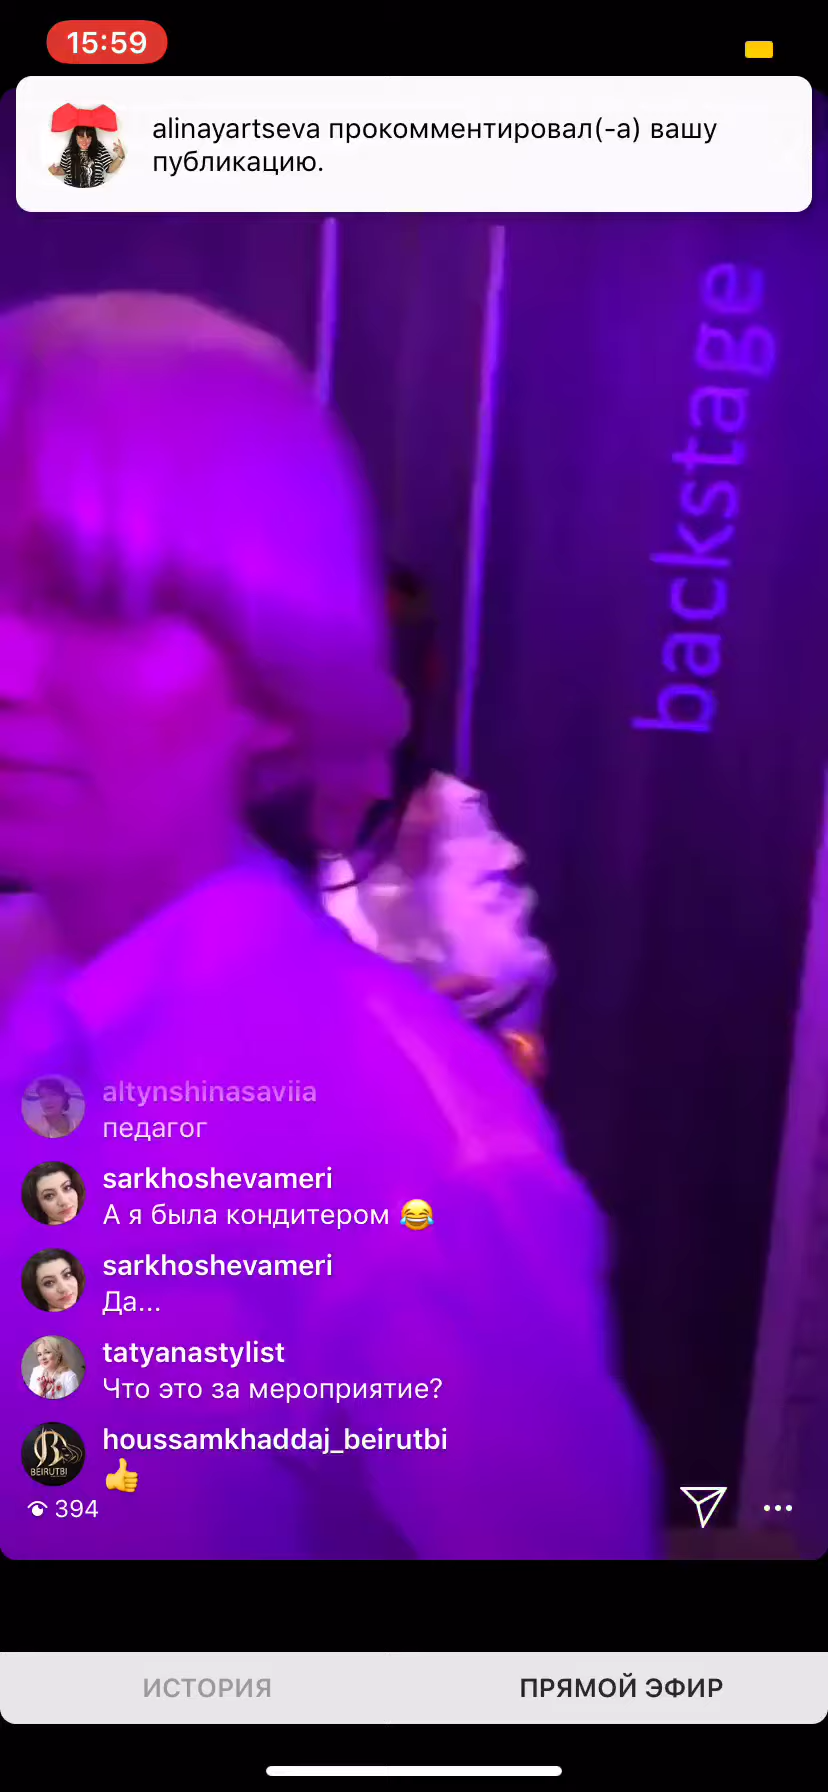 15:59
alinayartseva прокомментировал(-а) вашу
публикацию.
backstage
altynshinasaviia
педагог
sarkhoshevameri
А я была кондитером 😂
sarkhoshevameri
Да...
tatyanastylist
Что это за мероприятие?
houssamkhaddaj_beirutbi
👍
BEIRUTBI
394
ИСТОРИЯ
ПРЯМОЙ ЭФИР